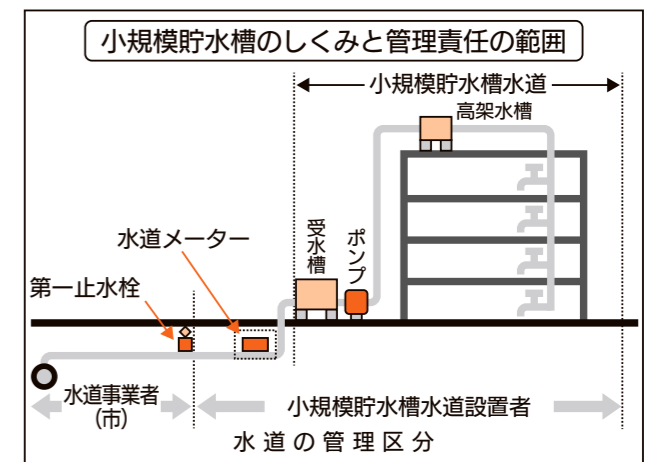 小規模貯水槽のしくみと管理責任の範囲
小規模貯水槽水道
高架水槽
水道メーター
受水槽
ポンプ
第一止水栓
水道事業者
(市)
小規模貯水槽水道設置者
水道の管理区分